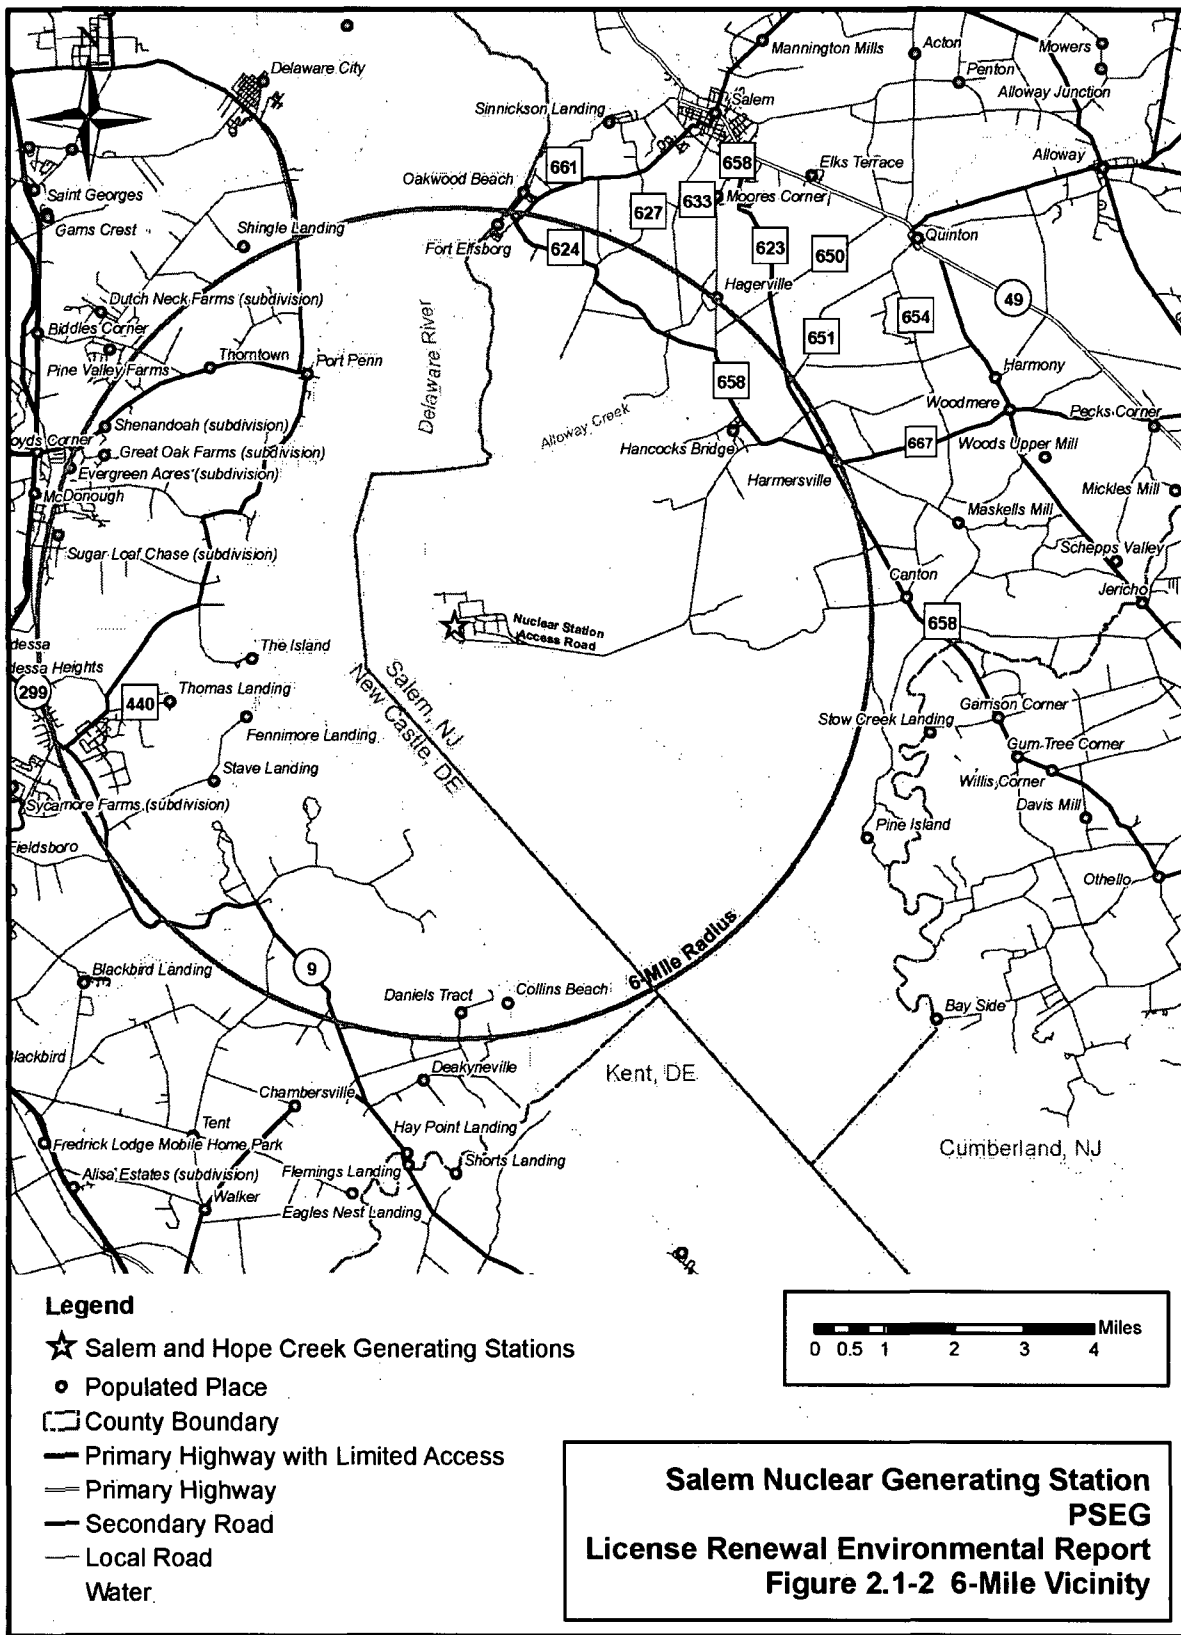 N
Delaware City
Mannington Mills
Acton
Mowers
Penton
Alloway Junction
Sinnickson Landing
Salem
661
658
Elks Terrace
Alloway
Oakwood Beach
Saint Georges
Gams Crest
Shingle Landing
627
633
Moores Corner
Fort Elfsborg
624
623
650
Quinton
Hagerville
49
Dutch Neck Farms (subdivision)
Biddles Corner
654
651
Pine Valley Farms
Thorntown
Port Penn
Delaware River
658
Harmony
Woodmere
Alloway Creek
Pecks Corner
Shenandoah (subdivision)
oyds Corner
Great Oak Farms (subdivision)
Hancocks Bridge
667
Woods Upper Mill
Evergreen Acres (subdivision)
Harmersville
McDonough
Mickles Mill
Maskells Mill
Sugar Loaf Chase (subdivision)
Schepps Valley
Canton
Jericho
Nuclear Station
Access Road
658
dessa
The Island
dessa Heights
299
440
Thomas Landing
Salem, NJ
New Castle, DE
Garrison Corner
Stow Creek Landing
Fennimore Landing
Gum Tree Corner
Stave Landing
Willis Corner
Sycamore Farms (subdivision)
Davis Mill
Pine Island
Fieldsboro
Othello
6-Mile Radius
Blackbird Landing
9
Daniels Tract
Collins Beach
Bay Side
Blackbird
Deakyneville
Kent, DE
Chambersville
Tent
Hay Point Landing
Fredrick Lodge Mobile Home Park
Cumberland, NJ
Flemings Landing
Shorts Landing
Alisa Estates (subdivision)
Walker
Eagles Nest Landing
Legend
Salem and Hope Creek Generating Stations
Populated Place
County Boundary
Primary Highway with Limited Access
Primary Highway
Secondary Road
Local Road
Water
Miles
0 0.5 1 2 3 4
Salem Nuclear Generating Station
PSEG
License Renewal Environmental Report
Figure 2.1-2 6-Mile Vicinity